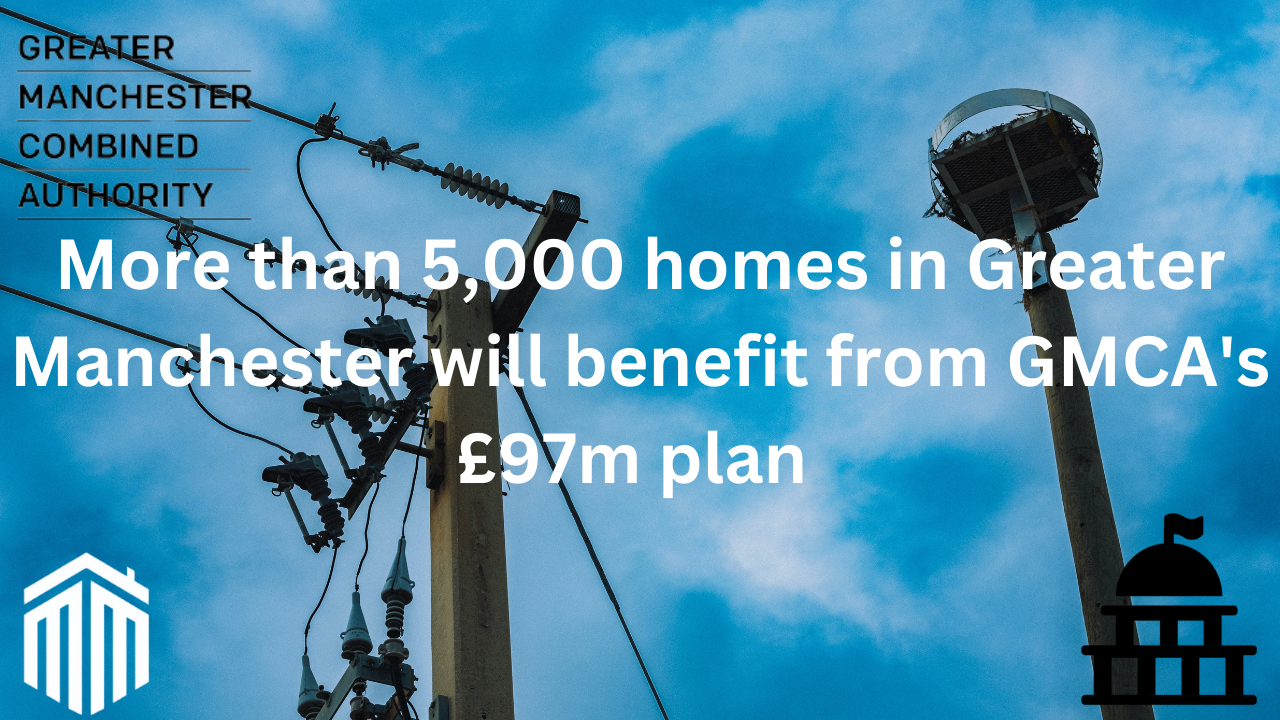 GREATER
MANCHESTER
COMBINED
AUTHORITY
More than 5,000 homes in Greater
Manchester will benefit from GMCA's
£97m plan